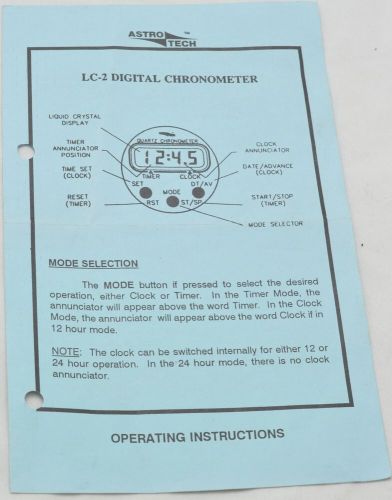 ASTRO TECH ™
LC-2 DIGITAL CHRONOMETER
LIQUID CRYSTAL
DISPLAY
TIMER
ANNUNCIATOR
POSITION
TIME SET
(CLOCK)
RESET
(TIMER)
QUARTZ CHRONOMETER
12:4.5
TIMER CLOCK
SET DT/AV
MODE
RST ST/SP
CLOCK
ANNUNCIATOR
DATE/ADVANCE
(CLOCK)
START/STOP
(TIMER)
MODE SELECTOR
MODE SELECTION
The MODE button if pressed to select the desired
operation, either Clock or Timer. In the Timer Mode, the
annunciator will appear above the word Timer. In the Clock
Mode, the annunciator will appear above the word Clock if in
12 hour mode.
NOTE: The clock can be switched internally for either 12 or
24 hour operation. In the 24 hour mode, there is no clock
annunciator.
OPERATING INSTRUCTIONS